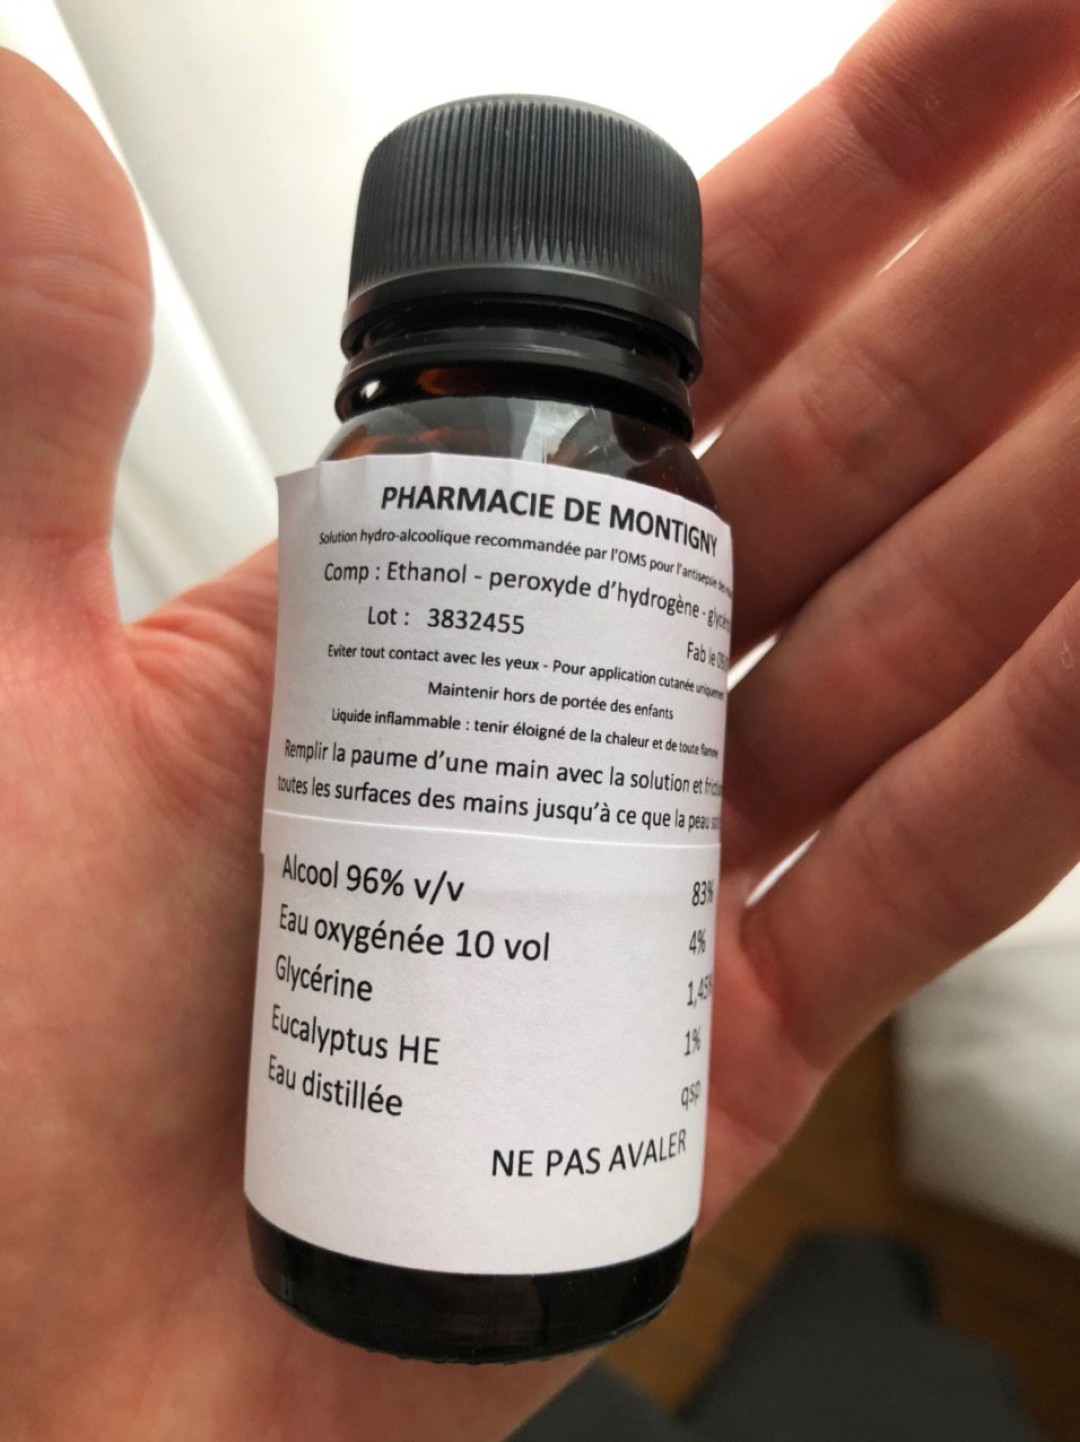 PHARMACIE DE MONTIGNY
Solution hydro-alcoolique recommandée par l'OMS pour l'antisepsie
Comp : Ethanol - peroxyde d'hydrogène -
Lot : 3832455
Fab le
Eviter tout contact avec les yeux - Pour application cutanée uniquement
Maintenir hors de portée des enfants
Liquide inflammable : tenir éloigné de la chaleur et de toute flamme
Remplir la paume d'une main avec la solution et
toutes les surfaces des mains jusqu'à ce que la peau
Alcool 96% v/v 83%
Eau oxygénée 10 vol 4%
Glycérine 1,45%
Eucalyptus HE 1%
Eau distillée qsp
NE PAS AVALER